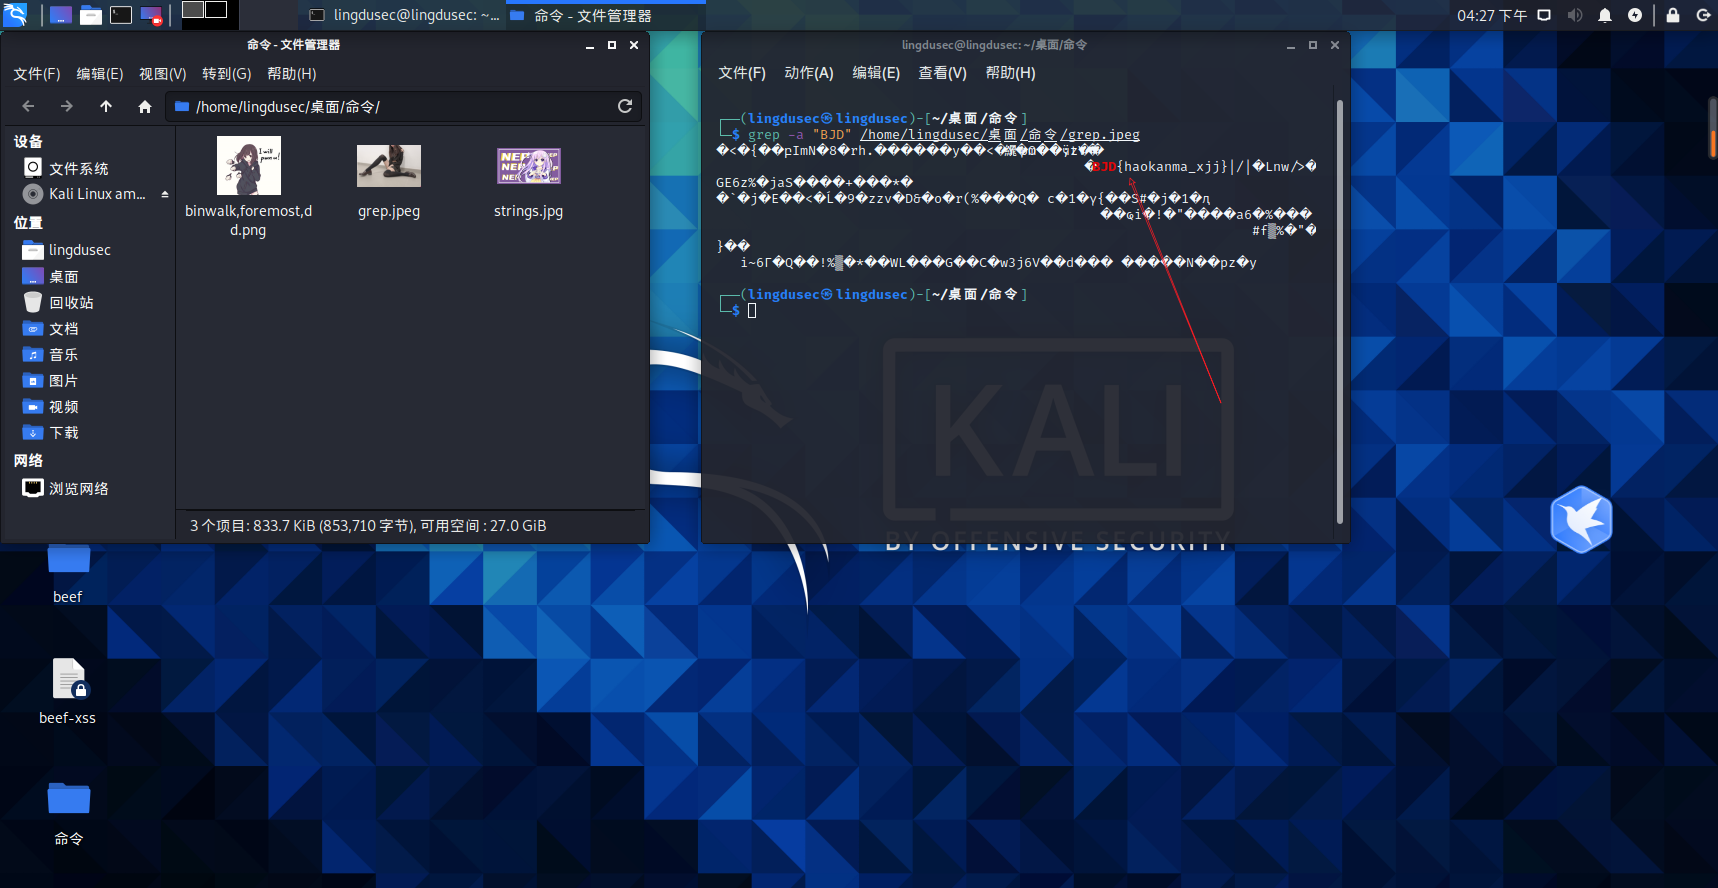 lingdusec@lingdusec: ~...
命令 - 文件管理器
04:27 下午
命令 - 文件管理器
文件(F) 编辑(E) 视图(V) 转到(G) 帮助(H)
/home/lingdusec/桌面/命令/
设备
文件系统
Kali Linux am...
位置
lingdusec
桌面
回收站
文档
音乐
图片
视频
下载
网络
浏览网络
I will
NEP
binwalk,foremost,d
d.png
grep.jpeg
strings.jpg
3 个项目: 833.7 KiB (853,710 字节), 可用空间 : 27.0 GiB
lingdusec@lingdusec: ~/桌面/命令
文件(F) 动作(A) 编辑(E) 查看(V) 帮助(H)
┌──(lingdusec㉿lingdusec)-[~/桌面/命令]
└─$ grep -a "BJD" /home/lingdusec/桌面/命令/grep.jpeg
�<�{��pImN�8�rh.������y��<�
�BJD{haokanma_xjj}|/|�Lnw/>�
GE6z%�jaS����+���*�
�`�j�E��<�Ĺ�9�zzv�D&�o�r(%���Q� c�1�γ{��S#�j�1�д
�!�"����a6�%���
#f▒%�"�
}��
i~6Γ�Q��!%▒�*��WL���G��C�w3j6V��d��� �����N��pz�y
┌──(lingdusec㉿lingdusec)-[~/桌面/命令]
└─$
KALI
BY OFFENSIVE SECURITY
beef
beef-xss
命令